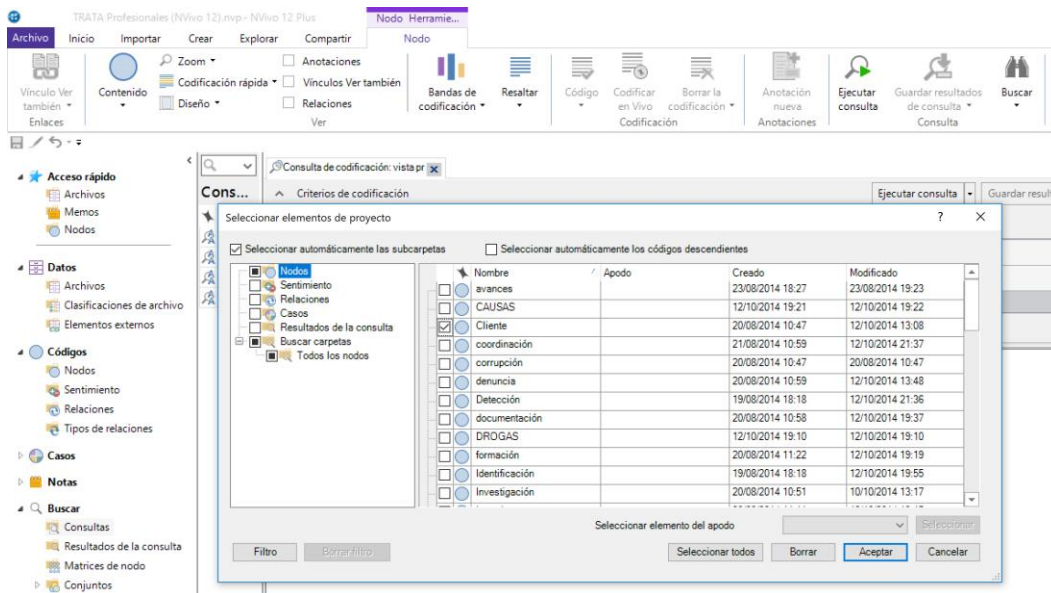 TRATA Profesionales (NVivo 12).nvp - NVivo 12 Plus
Nodo Herramie...
Archivo Inicio Importar Crear Explorar Compartir Nodo
Vínculo Ver también
Enlaces
Contenido
Zoom
Codificación rápida
Diseño
Anotaciones
Vínculos Ver también
Relaciones
Ver
Bandas de codificación
Resaltar
Código
Codificar en Vivo
Borrar la codificación
Codificación
Anotación nueva
Anotaciones
Ejecutar consulta
Guardar resultados de consulta
Consulta
Buscar
Acceso rápido
Archivos
Memos
Nodos
Datos
Archivos
Clasificaciones de archivo
Elementos externos
Códigos
Nodos
Sentimiento
Relaciones
Tipos de relaciones
Casos
Notas
Buscar
Consultas
Resultados de la consulta
Matrices de nodo
Conjuntos
Cons...
Consulta de codificación: vista pr
Criterios de codificación
Ejecutar consulta
Guardar resul
Seleccionar elementos de proyecto
? 
Seleccionar automáticamente las subcarpetas
Seleccionar automáticamente los códigos descendientes
Nodos
Sentimiento
Relaciones
Casos
Resultados de la consulta
Buscar carpetas
Todos los nodos
Nombre Apodo Creado Modificado
avances 23/08/2014 18:27 23/08/2014 19:23
CAUSAS 12/10/2014 19:21 12/10/2014 19:22
Cliente 20/08/2014 10:47 12/10/2014 13:08
coordinación 21/08/2014 10:59 12/10/2014 21:37
corrupción 20/08/2014 10:47 20/08/2014 10:47
denuncia 20/08/2014 10:59 12/10/2014 13:48
Detección 19/08/2014 18:18 12/10/2014 21:36
documentación 20/08/2014 10:58 12/10/2014 19:37
DROGAS 12/10/2014 19:10 12/10/2014 19:10
formación 20/08/2014 11:22 12/10/2014 19:19
Identificación 19/08/2014 18:18 12/10/2014 19:55
Investigación 20/08/2014 10:51 10/10/2014 13:17
Seleccionar elemento del apodo
Seleccionar
Filtro
Borrar filtro
Seleccionar todos
Borrar
Aceptar
Cancelar